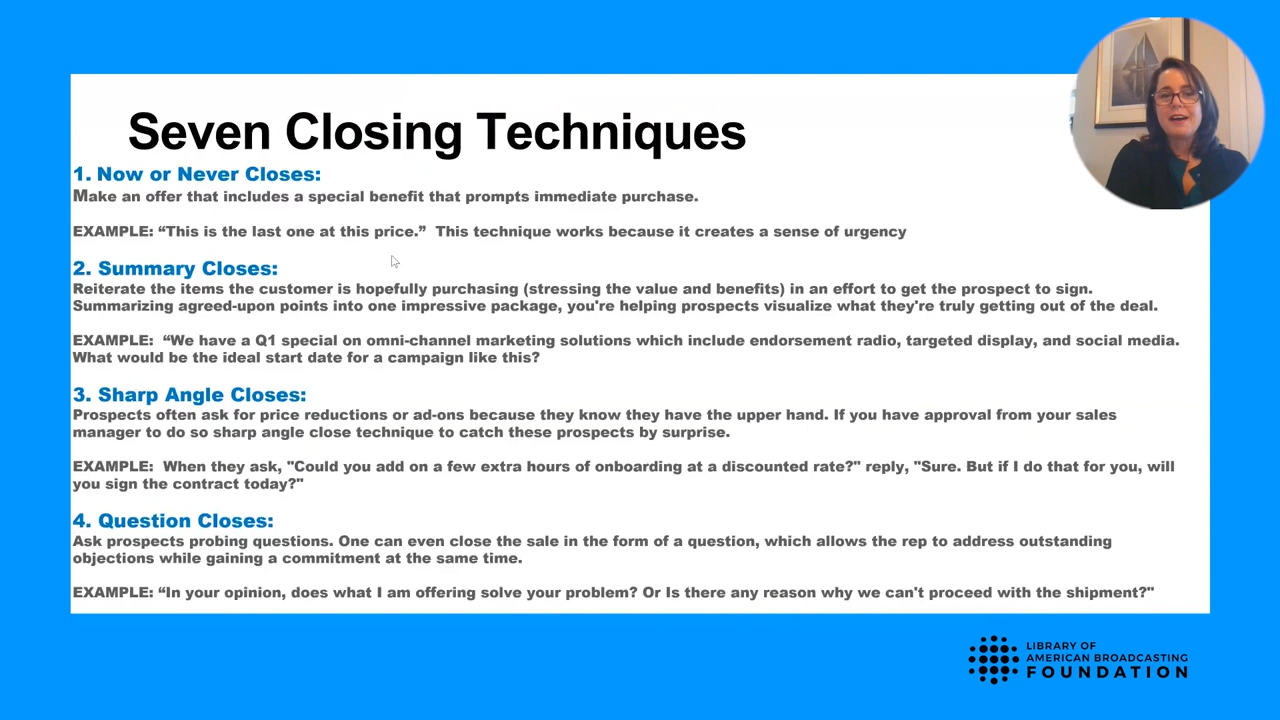 Seven Closing Techniques
1. Now or Never Closes:
Make an offer that includes a special benefit that prompts immediate purchase.
EXAMPLE: “This is the last one at this price.”  This technique works because it creates a sense of urgency
2. Summary Closes:
Reiterate the items the customer is hopefully purchasing (stressing the value and benefits) in an effort to get the prospect to sign.
Summarizing agreed-upon points into one impressive package, you're helping prospects visualize what they're truly getting out of the deal.
EXAMPLE:  “We have a Q1 special on omni-channel marketing solutions which include endorsement radio, targeted display, and social media.
What would be the ideal start date for a campaign like this?
3. Sharp Angle Closes:
Prospects often ask for price reductions or ad-ons because they know they have the upper hand. If you have approval from your sales
manager to do so sharp angle close technique to catch these prospects by surprise.
EXAMPLE:  When they ask, "Could you add on a few extra hours of onboarding at a discounted rate?" reply, "Sure. But if I do that for you, will
you sign the contract today?"
4. Question Closes:
Ask prospects probing questions. One can even close the sale in the form of a question, which allows the rep to address outstanding
objections while gaining a commitment at the same time.
EXAMPLE: “In your opinion, does what I am offering solve your problem? Or Is there any reason why we can't proceed with the shipment?"
LIBRARY OF
AMERICAN BROADCASTING
FOUNDATION